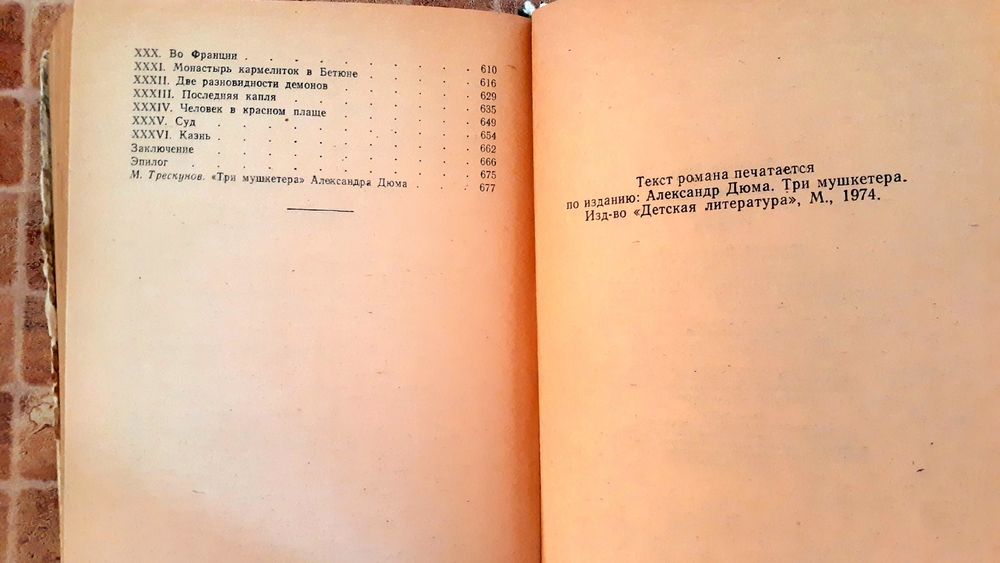 XXX. Во Франции . . . . . . . . 610
XXXI. Монастырь кармелиток в Бетюне . . . . 616
XXXII. Две разновидности демонов . . . . . 629
XXXIII. Последняя капля . . . . . . . 635
XXXIV. Человек в красном плаще . . . . . 649
XXXV. Суд . . . . . . . . . . 654
XXXVI. Казнь . . . . . . . . . 662
Заключение . . . . . . . . . . 666
Эпилог . . . . . . . . . . . 675
М. Трескунов. «Три мушкетера» Александра Дюма . . . 677
Текст романа печатается
по изданию: Александр Дюма. Три мушкетера.
Изд-во «Детская литература», М., 1974.